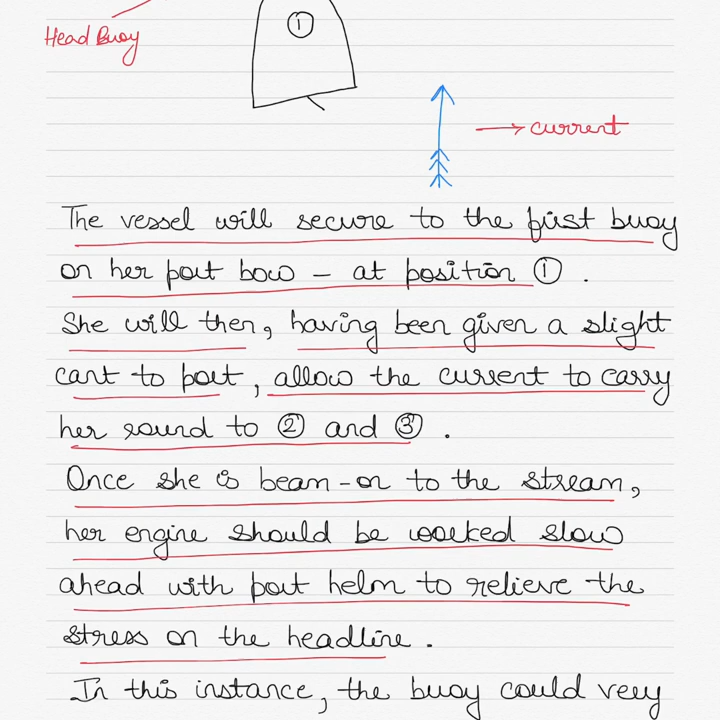 ①
Head Buoy
current
The vessel will secure to the first buoy
on her port bow – at position ① .
She will then, having been given a slight
cant to port, allow the current to carry
her round to ② and ③ .
Once she is beam-on to the stream,
her engine should be worked slow
ahead with port helm to relieve the
stress on the headline .
In this instance, the buoy could very